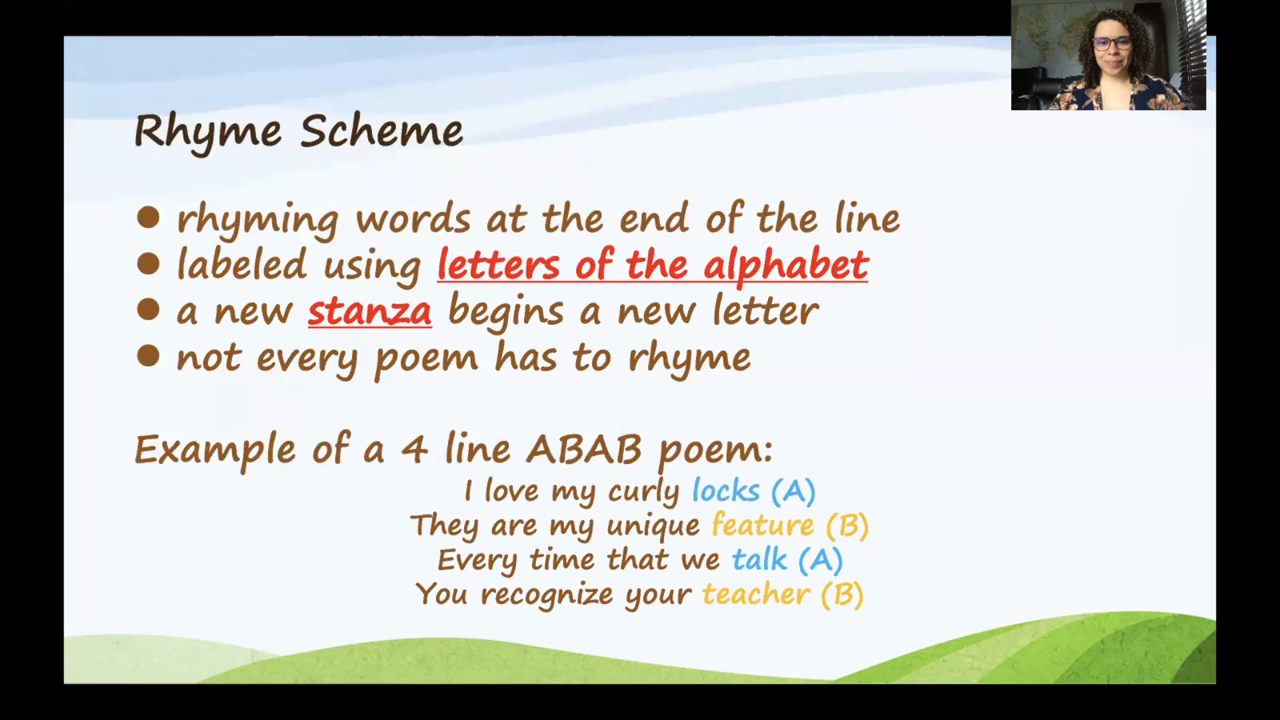 Rhyme Scheme
● rhyming words at the end of the line
● labeled using letters of the alphabet
● a new stanza begins a new letter
● not every poem has to rhyme
Example of a 4 line ABAB poem:
I love my curly locks (A)
They are my unique feature (B)
Every time that we talk (A)
You recognize your teacher (B)